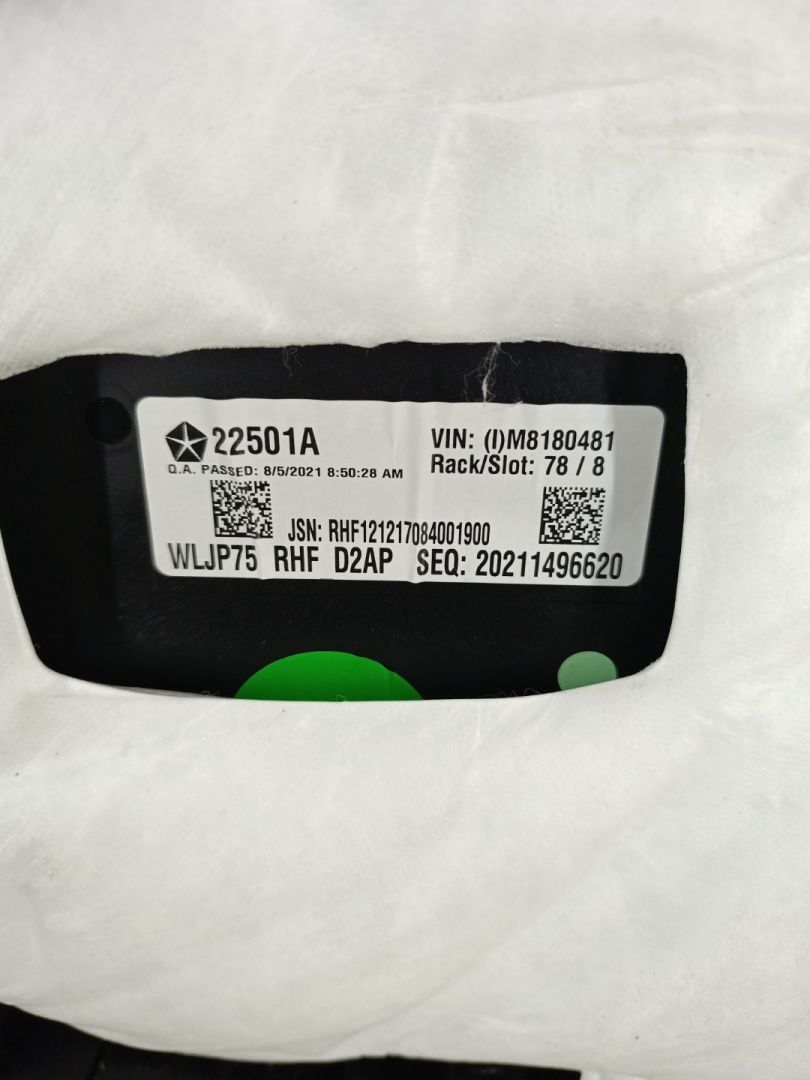 22501A
VIN: (I)M8180481
Q.A. PASSED: 8/5/2021 8:50:28 AM
Rack/Slot: 78 / 8
JSN: RHF121217084001900
WLJP75 RHF D2AP SEQ: 20211496620